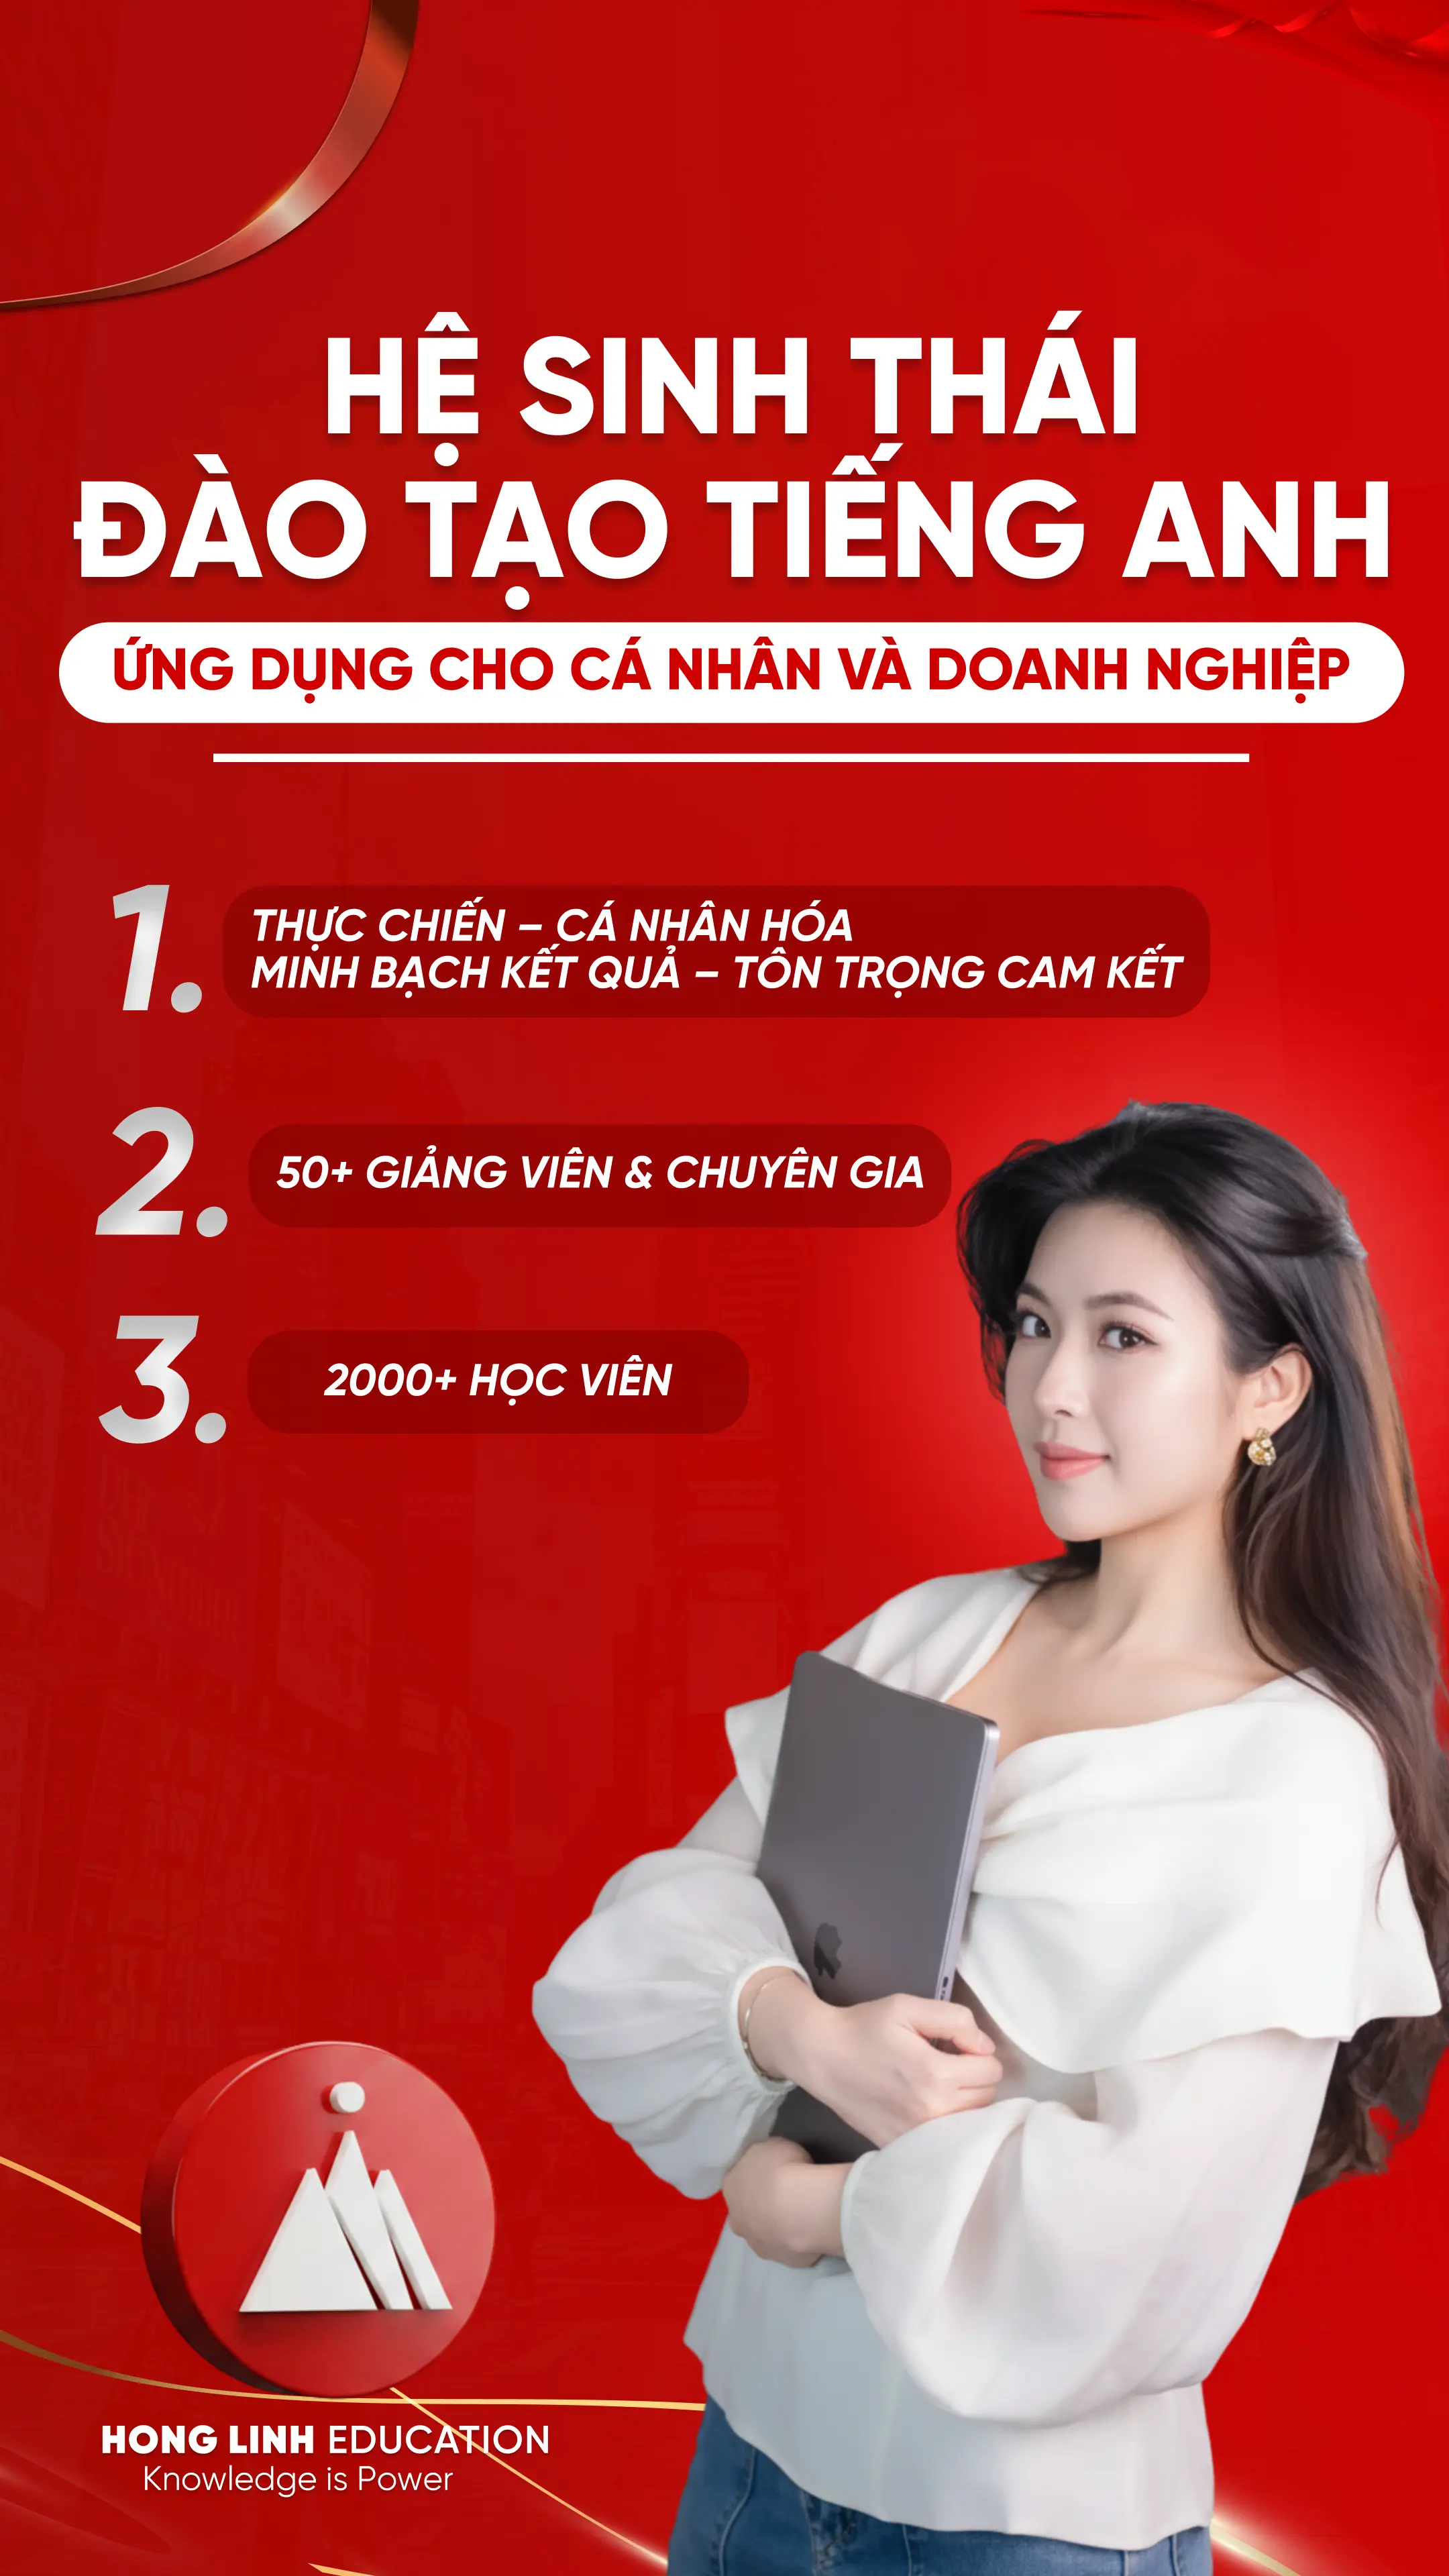 HỆ SINH THÁI
ĐÀO TẠO TIẾNG ANH
ỨNG DỤNG CHO CÁ NHÂN VÀ DOANH NGHIỆP
1. THỰC CHIẾN – CÁ NHÂN HÓA
MINH BẠCH KẾT QUẢ – TÔN TRỌNG CAM KẾT
2. 50+ GIẢNG VIÊN & CHUYÊN GIA
3. 2000+ HỌC VIÊN
HONG LINH EDUCATION
Knowledge is Power